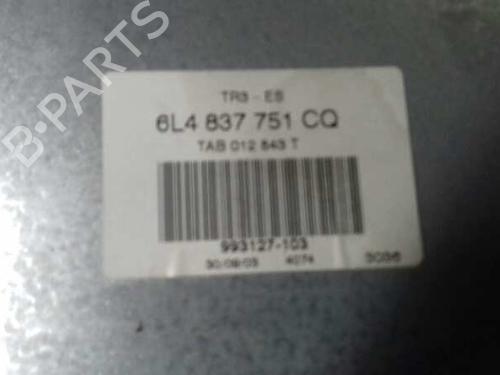 B-PARTS
TR3 - ES
6L4 837 751 CQ
TAB 012 843 T
993127-103
30/09/03 4074 3036